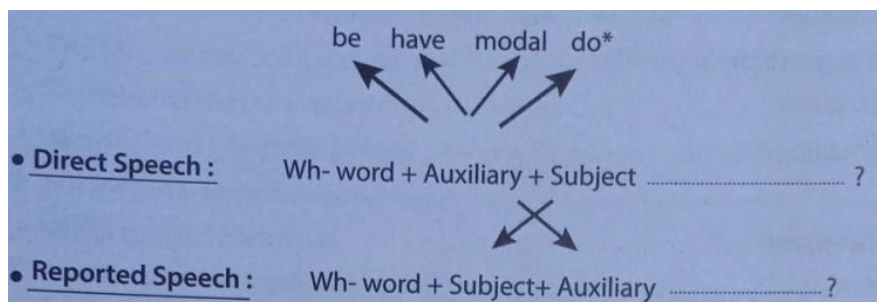 be have modal do*
• Direct Speech : Wh- word + Auxiliary + Subject ........................................ ?
• Reported Speech : Wh- word + Subject+ Auxiliary ............................... ?